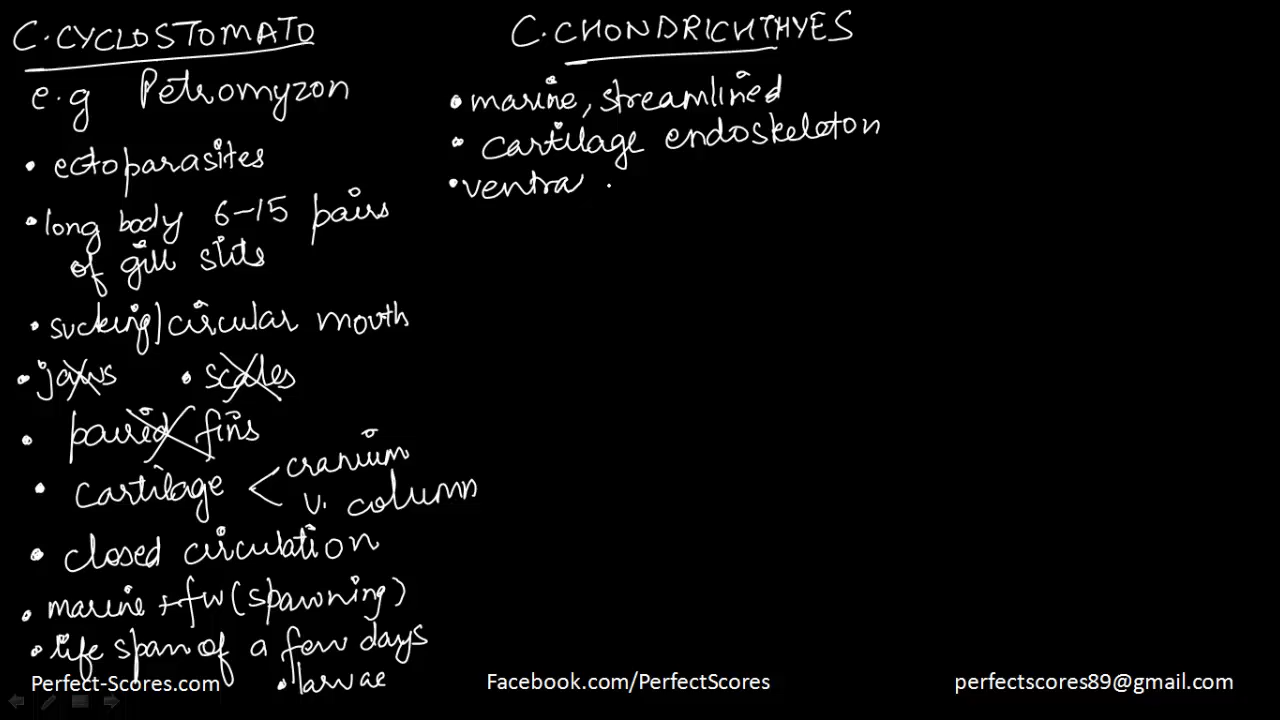 C. CYCLOSTOMATO
e.g Petromyzon
• ectoparasites
• long body 6-15 pairs
of gill slits
• sucking/circular mouth
• jaws • scales
• paired fins
• cartilage < cranium
v. column
• closed circulation
• marine + fw (spawning)
• life span of a few days
• larvae
C. CHONDRICHTHYES
• marine, streamlined
• cartilage endoskeleton
• ventra
Perfect-Scores.com
Facebook.com/PerfectScores
perfectscores89@gmail.com